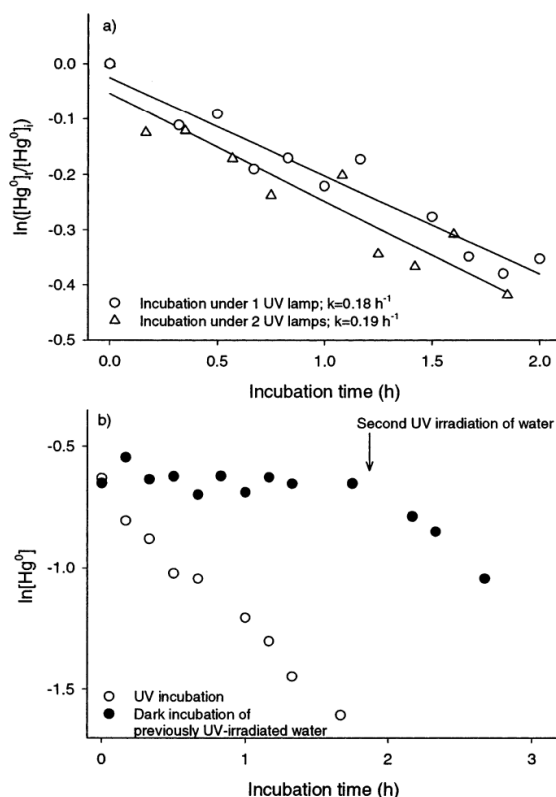 a)
0.0
-0.1
-0.2
-0.3
-0.4
-0.5
ln([Hg⁰]ₜ/[Hg⁰]ᵢ)
Incubation under 1 UV lamp; k=0.18 h⁻¹
Incubation under 2 UV lamps; k=0.19 h⁻¹
0.0 0.5 1.0 1.5 2.0
Incubation time (h)
b)
Second UV irradiation of water
-0.5
-1.0
-1.5
ln[Hg⁰]
UV incubation
Dark incubation of
previously UV-irradiated water
0 1 2 3
Incubation time (h)